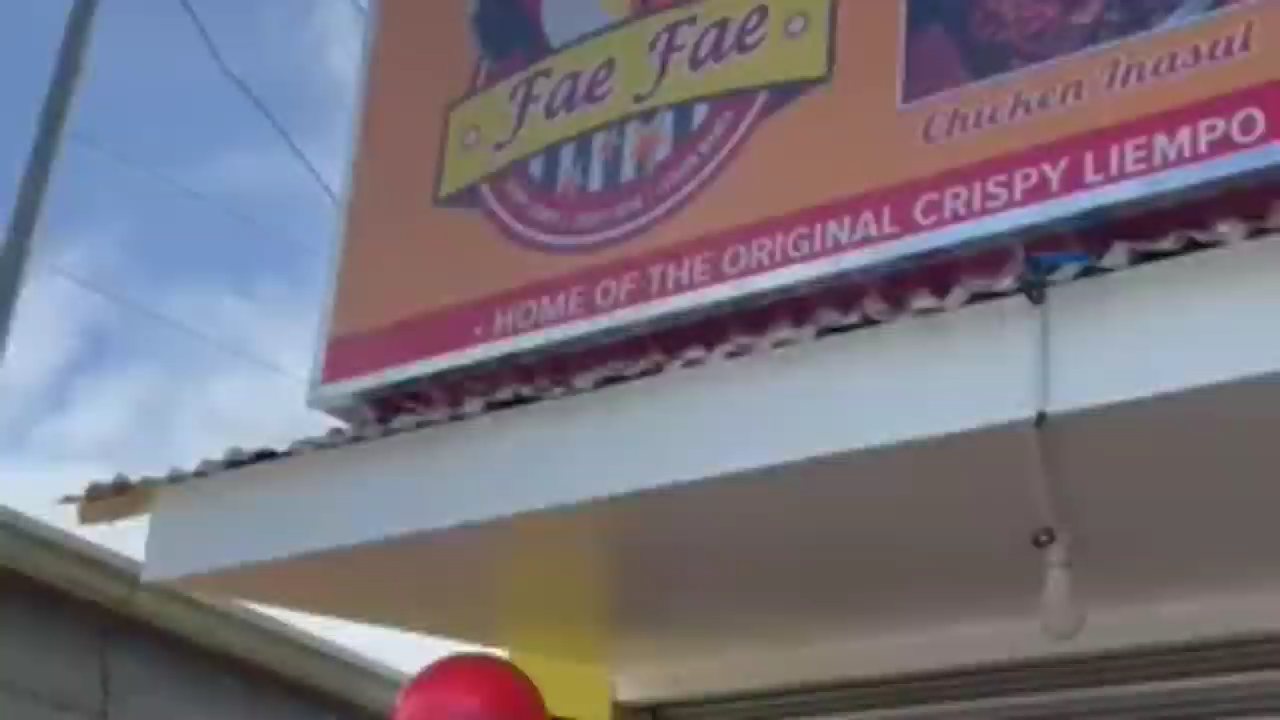 Fae Fae
Chicken Inasal
• HOME OF THE ORIGINAL CRISPY LIEMPO